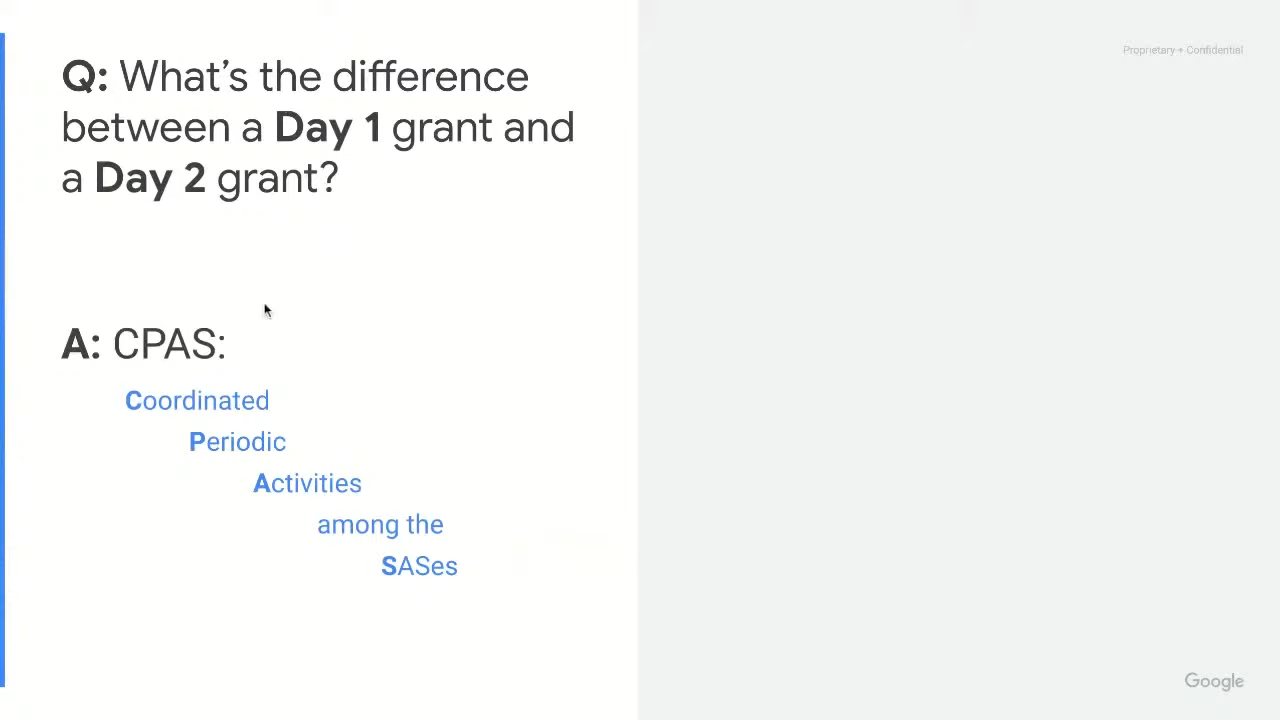 Q: What's the difference
between a Day 1 grant and
a Day 2 grant?
Proprietary + Confidential
A: CPAS:
Coordinated
Periodic
Activities
among the
SASes
Google